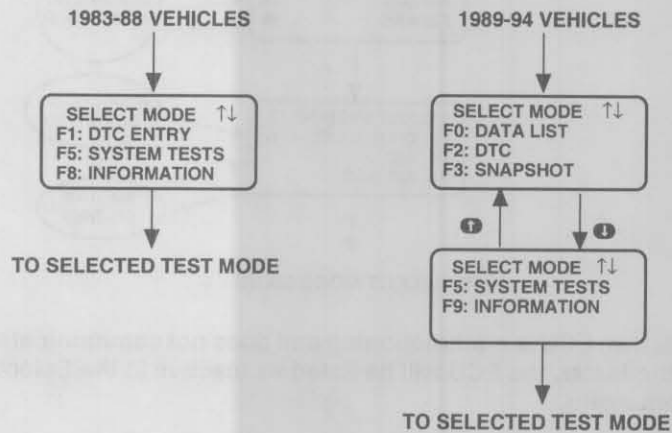 1983-88 VEHICLES
SELECT MODE ↑↓
F1: DTC ENTRY
F5: SYSTEM TESTS
F8: INFORMATION
TO SELECTED TEST MODE
1989-94 VEHICLES
SELECT MODE ↑↓
F0: DATA LIST
F2: DTC
F3: SNAPSHOT
↑ ↓
SELECT MODE ↑↓
F5: SYSTEM TESTS
F9: INFORMATION
TO SELECTED TEST MODE